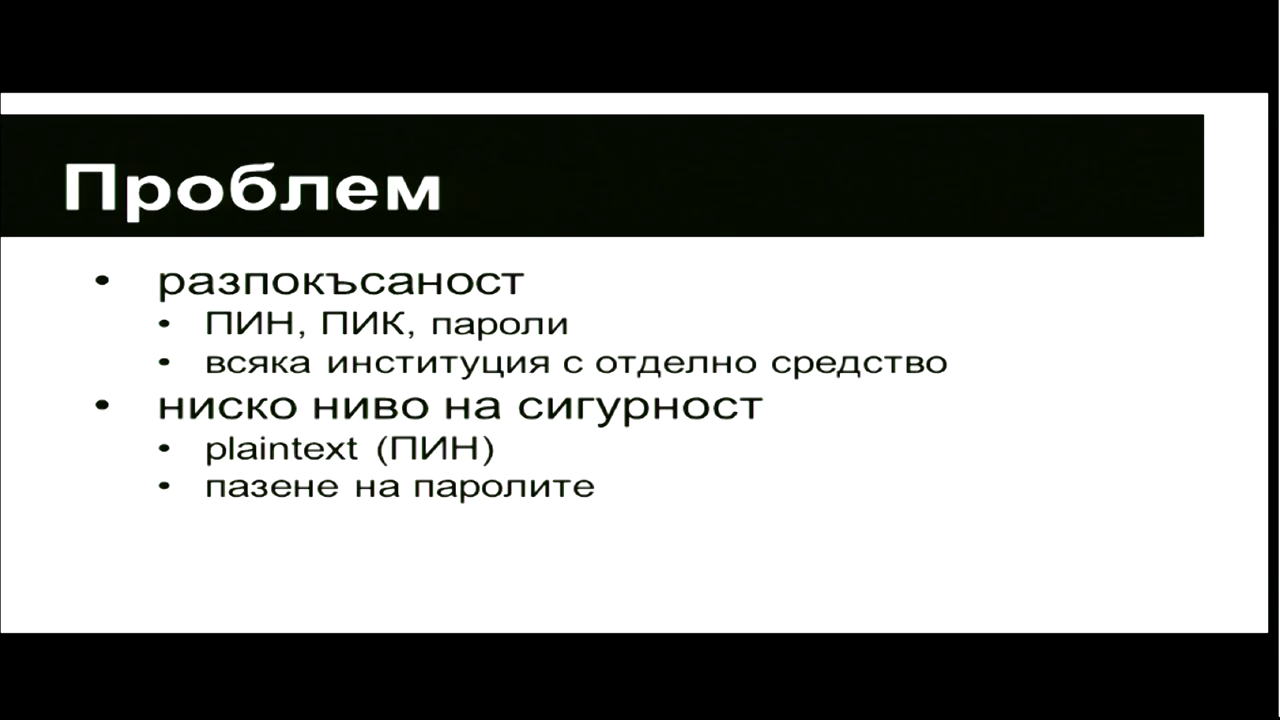 Проблем
• разпокъсаност
• ПИН, ПИК, пароли
• всяка институция с отделно средство
• ниско ниво на сигурност
• plaintext (ПИН)
• пазене на паролите